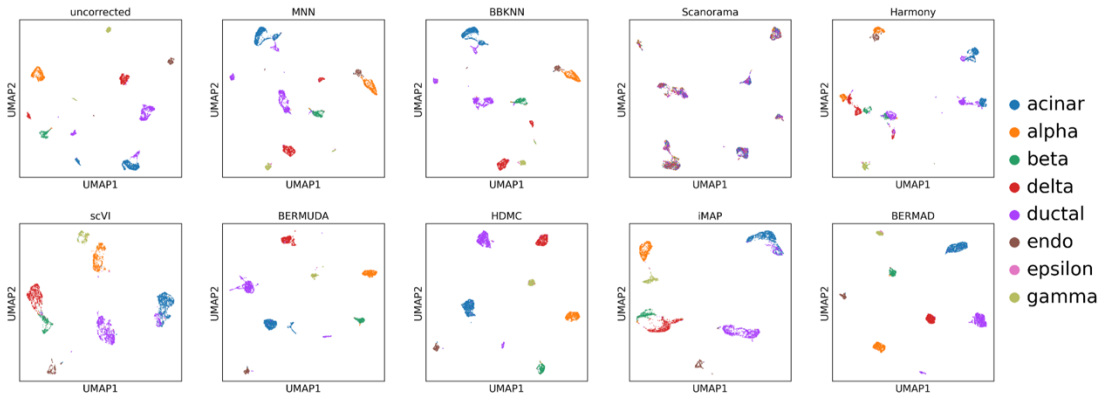 uncorrected
MNN
BBKNN
Scanorama
Harmony
UMAP2
UMAP2
UMAP2
UMAP2
UMAP2
UMAP1
UMAP1
UMAP1
UMAP1
UMAP1
scVI
BERMUDA
HDMC
iMAP
BERMAD
UMAP2
UMAP2
UMAP2
UMAP2
UMAP2
UMAP1
UMAP1
UMAP1
UMAP1
UMAP1
acinar
alpha
beta
delta
ductal
endo
epsilon
gamma